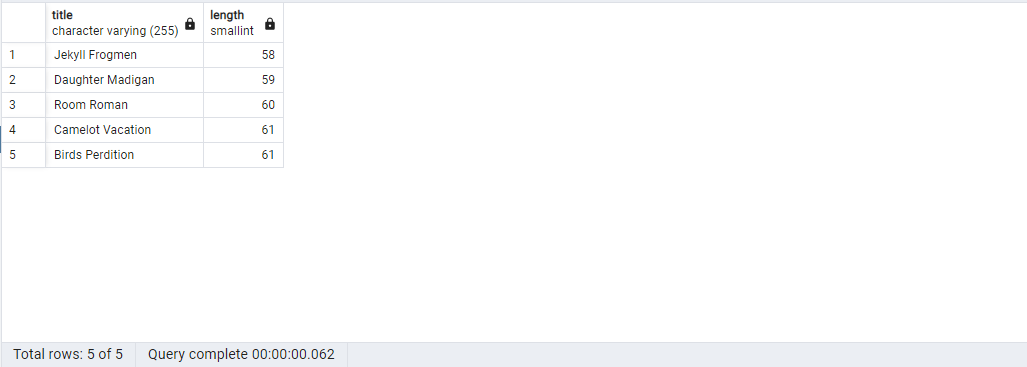 title length
character varying (255) smallint
1 Jekyll Frogmen 58
2 Daughter Madigan 59
3 Room Roman 60
4 Camelot Vacation 61
5 Birds Perdition 61
Total rows: 5 of 5 Query complete 00:00:00.062